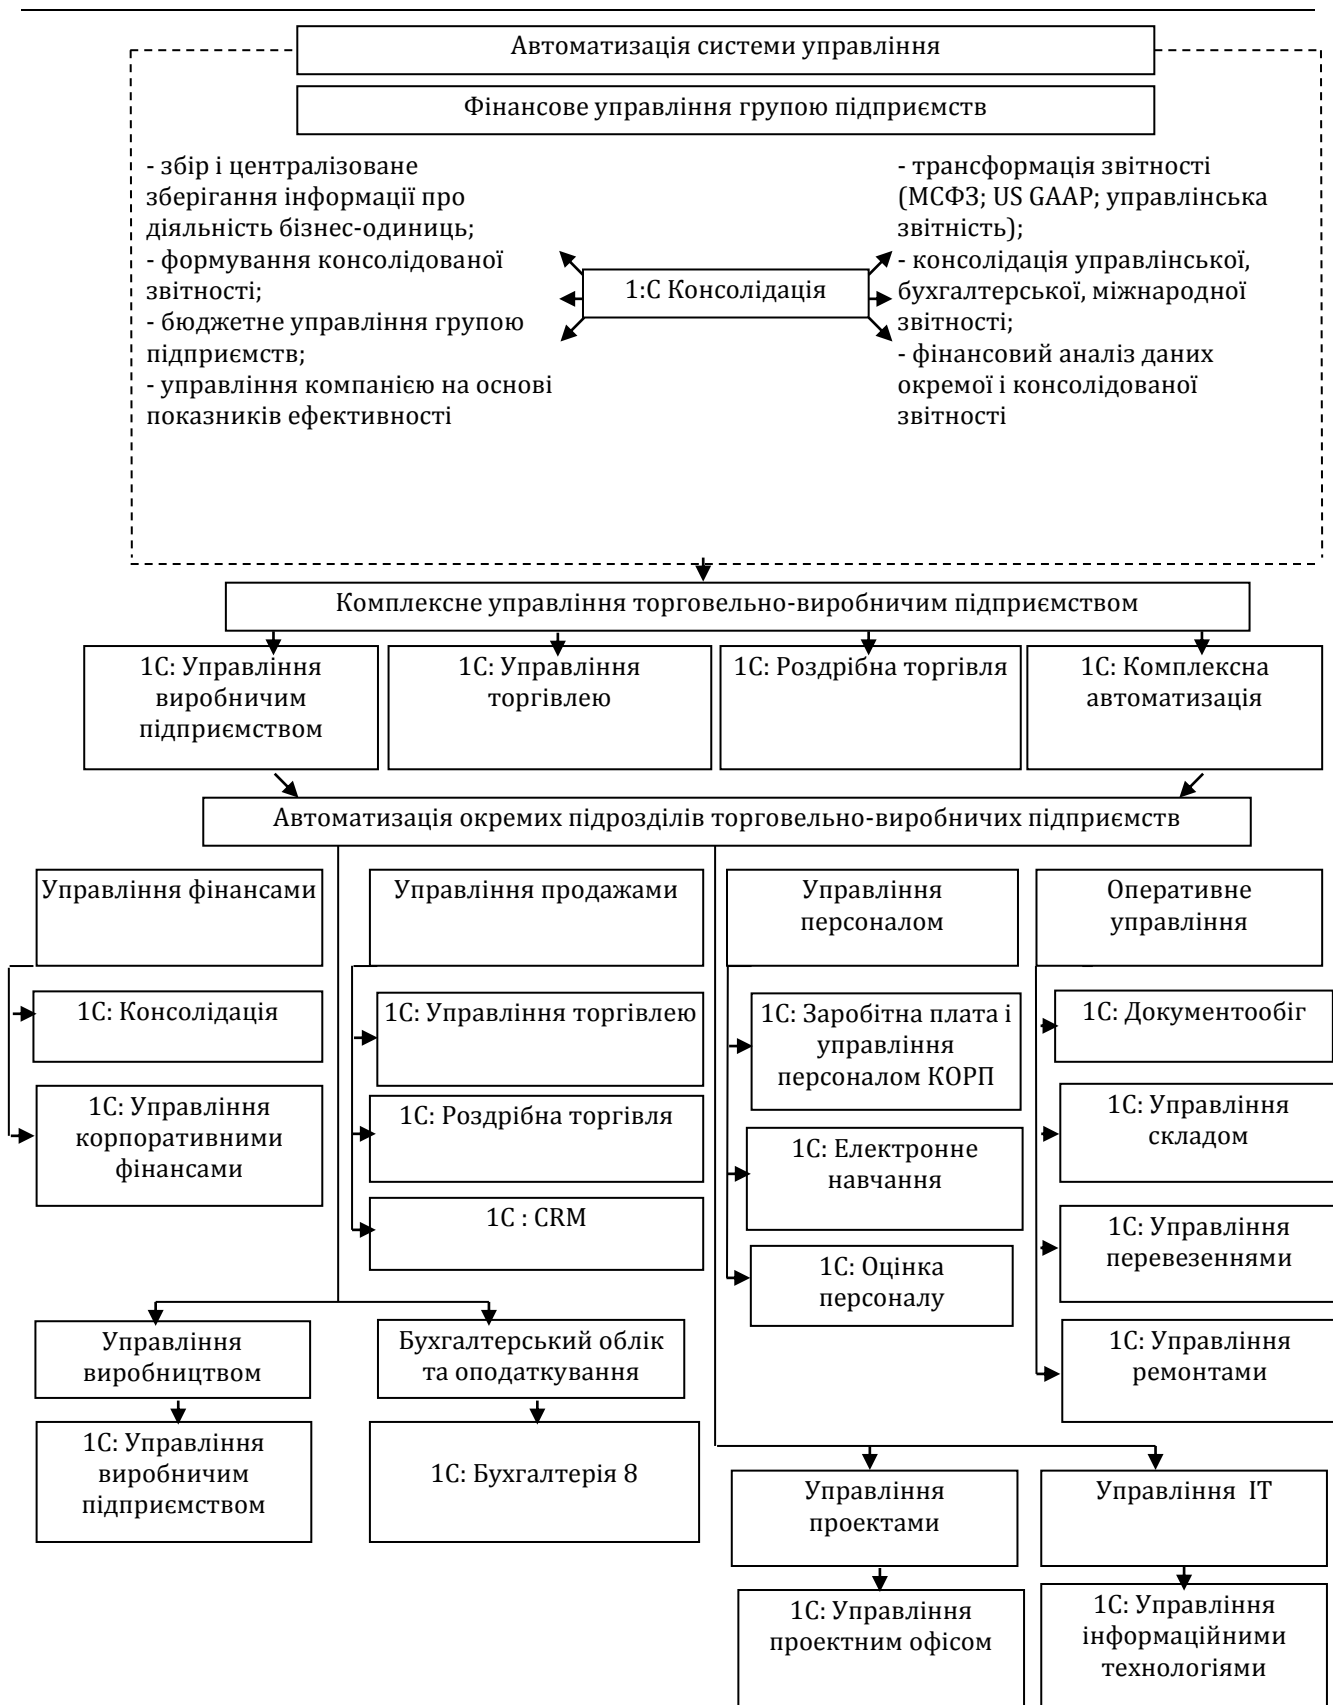 Автоматизація системи управління
Фінансове управління групою підприємств
- збір і централізоване
зберігання інформації про
діяльність бізнес-одиниць;
- формування консолідованої
звітності;
- бюджетне управління групою
підприємств;
- управління компанією на основі
показників ефективності
1:С Консолідація
- трансформація звітності
(МСФЗ; US GAAP; управлінська
звітність);
- консолідація управлінської,
бухгалтерської, міжнародної
звітності;
- фінансовий аналіз даних
окремої і консолідованої
звітності
Комплексне управління торговельно-виробничим підприємством
1С: Управління
виробничим
підприємством
1С: Управління
торгівлею
1С: Роздрібна торгівля
1С: Комплексна
автоматизація
Автоматизація окремих підрозділів торговельно-виробничих підприємств
Управління фінансами
Управління продажами
Управління
персоналом
Оперативне
управління
1С: Консолідація
1С: Управління
корпоративними
фінансами
1С: Управління торгівлею
1С: Роздрібна торгівля
1С : CRM
1С: Заробітна плата і
управління
персоналом КОРП
1С: Електронне
навчання
1С: Оцінка
персоналу
1С: Документообіг
1С: Управління
складом
1С: Управління
перевезеннями
1С: Управління
ремонтами
Управління
виробництвом
Бухгалтерський облік
та оподаткування
1С: Управління
виробничим
підприємством
1С: Бухгалтерія 8
Управління
проектами
Управління  ІТ
1С: Управління
проектним офісом
1С: Управління
інформаційними
технологіями